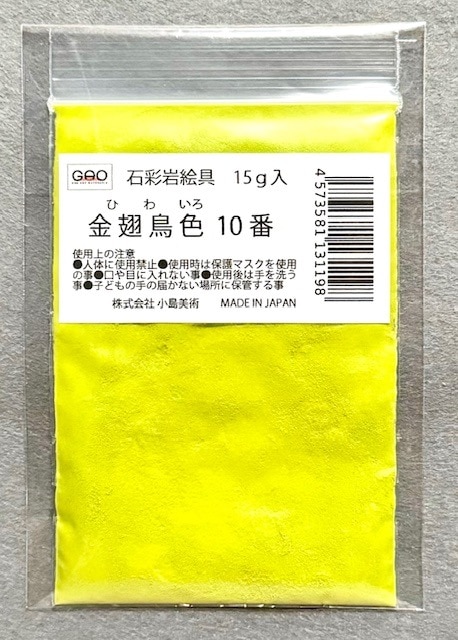 GAO
石彩岩絵具 15g入
ひわ いろ
金翅鳥色 10番
使用上の注意
●人体に使用禁止●使用時は保護マスクを使用
の事●口や目に入れない事●使用後は手を洗う
事●子どもの手の届かない場所に保管する事
株式会社 小島美術 MADE IN JAPAN
4573581131198